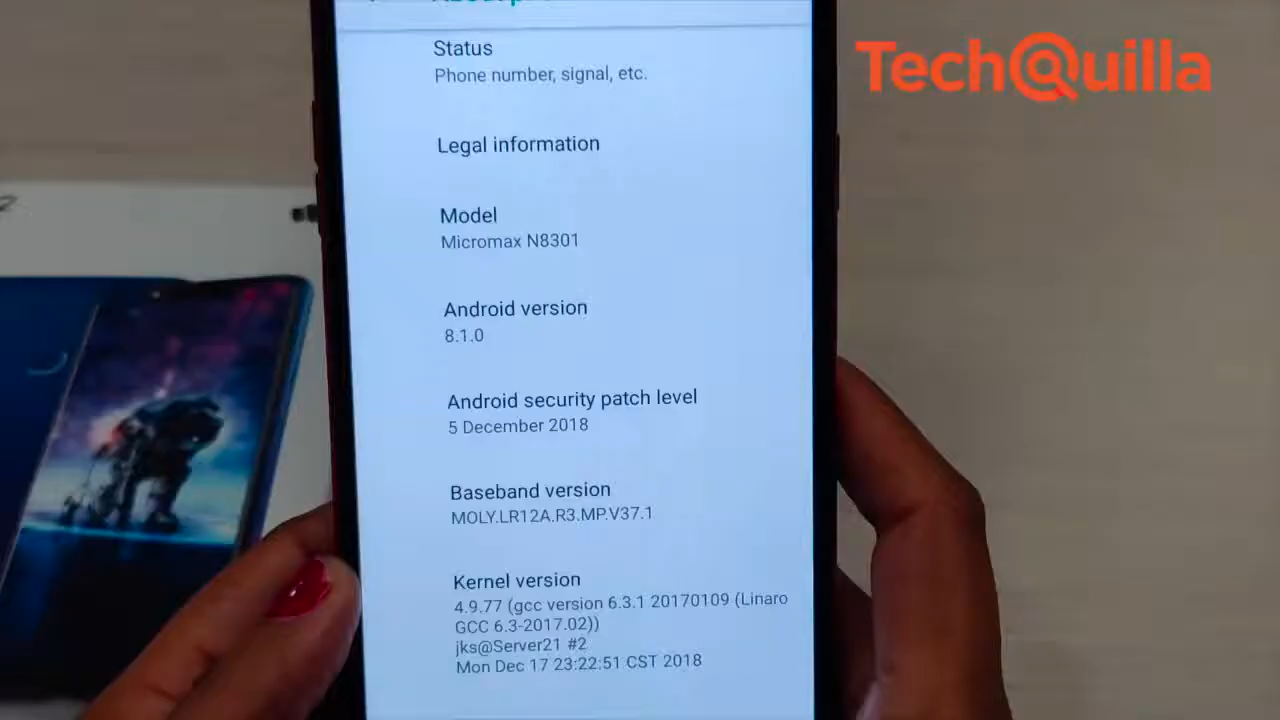 TechQuilla
Status
Phone number, signal, etc.
Legal information
Model
Micromax N8301
Android version
8.1.0
Android security patch level
5 December 2018
Baseband version
MOLY.LR12A.R3.MP.V37.1
Kernel version
4.9.77 (gcc version 6.3.1 20170109 (Linaro
GCC 6.3-2017.02))
jks@Server21 #2
Mon Dec 17 23:22:51 CST 2018